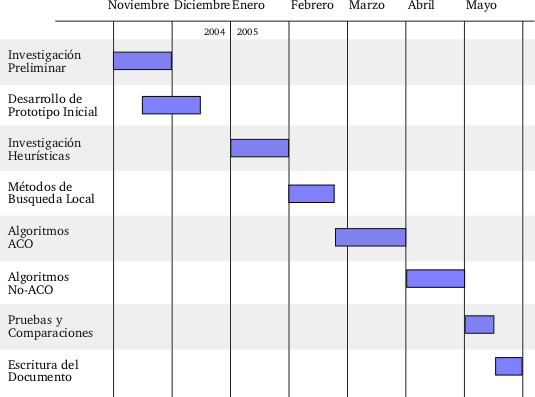 Noviembre Diciembre Enero Febrero Marzo Abril Mayo
2004 2005
Investigación
Preliminar
Desarrollo de
Prototipo Inicial
Investigación
Heurísticas
Métodos de
Busqueda Local
Algoritmos
ACO
Algoritmos
No-ACO
Pruebas y
Comparaciones
Escritura del
Documento